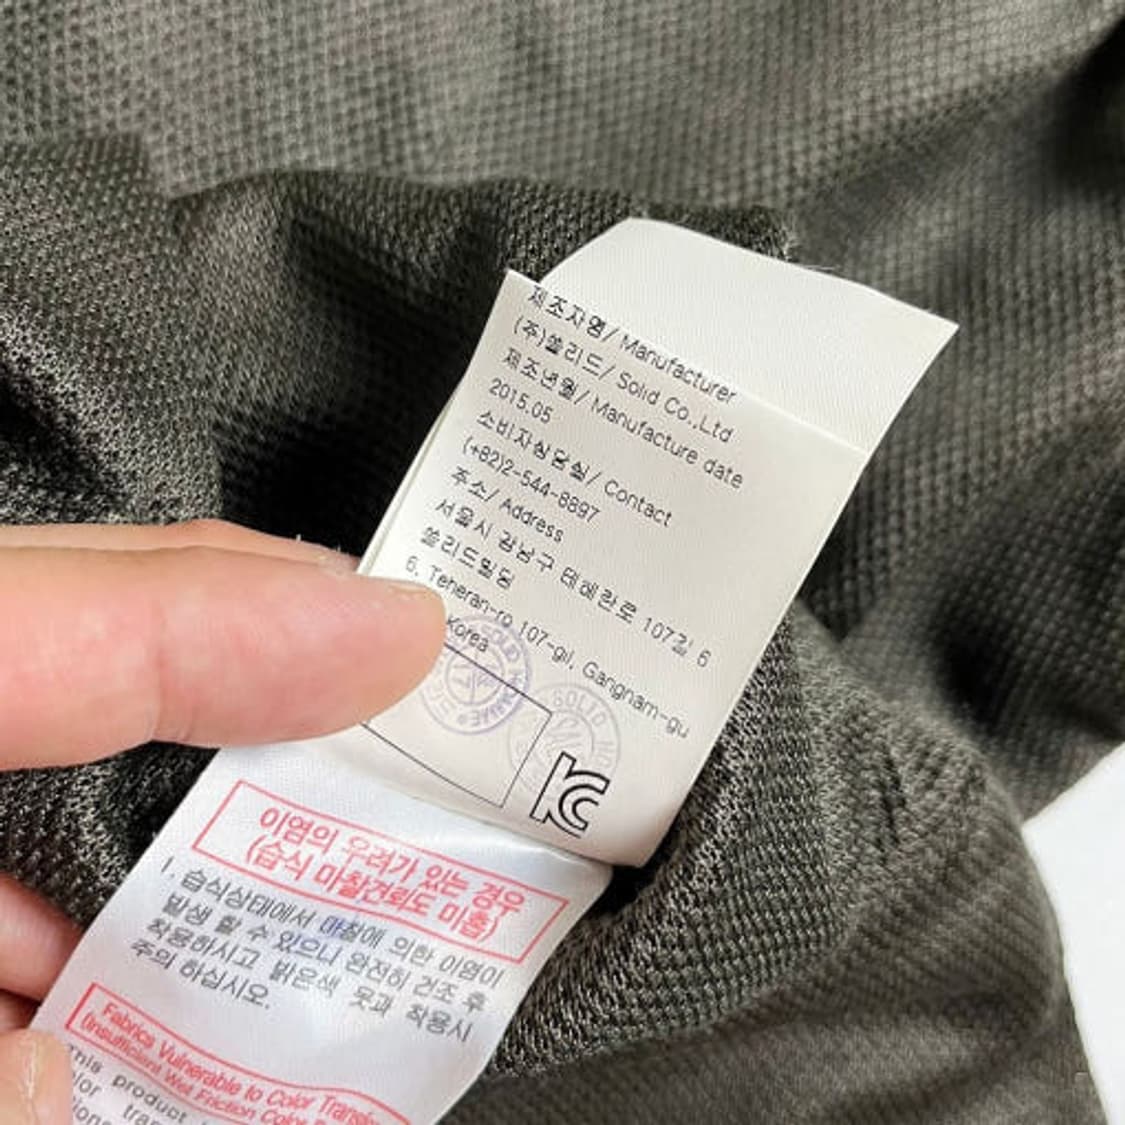 제조자명/ Manufacturer
(주)쏠리드/ Solid Co.,Ltd
제조년월/ Manufacture date
2015.05
소비자상담실/ Contact
(+82)2-544-8897
주소/ Address
서울시 강남구 테헤란로 107길 6
쏠리드빌딩
6, Teheran-ro 107-gil, Gangnam-gu
Korea
SOLID
이염의 우려가 있는 경우
(습식 마찰견뢰도 미흡)
1. 습식상태에서 마찰에 의한 이염이
발생 할 수 있으니 완전히 건조 후
착용하시고 밝은색 옷과 착용시
주의 하십시오.
Fabrics Vulnerable to Color
(Insufficient Wet Friction Color
This product